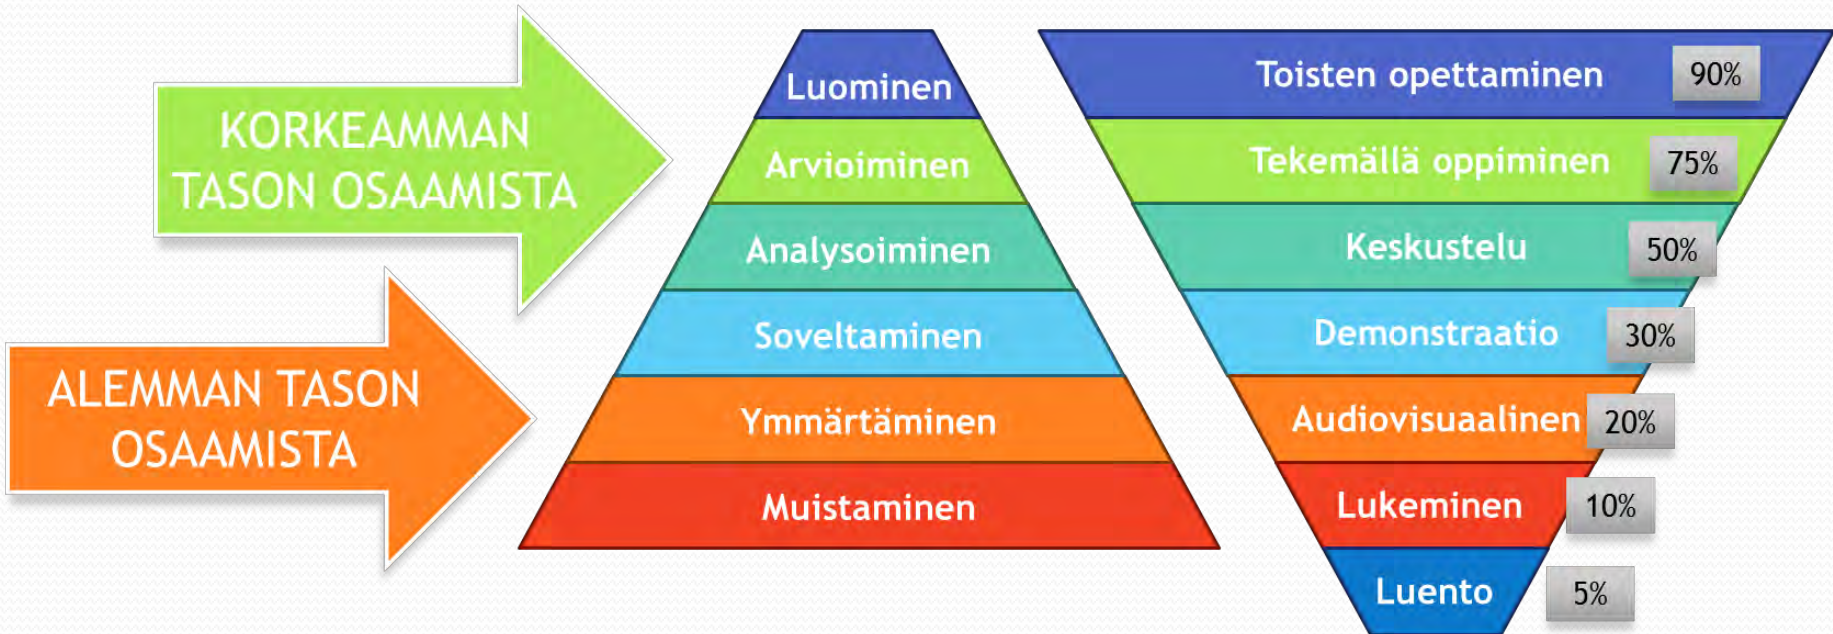 KORKEAMMAN
TASON OSAAMISTA
ALEMMAN TASON
OSAAMISTA
Luominen
Arvioiminen
Analysoiminen
Soveltaminen
Ymmärtäminen
Muistaminen
Toisten opettaminen 90%
Tekemällä oppiminen 75%
Keskustelu 50%
Demonstraatio 30%
Audiovisuaalinen 20%
Lukeminen 10%
Luento 5%